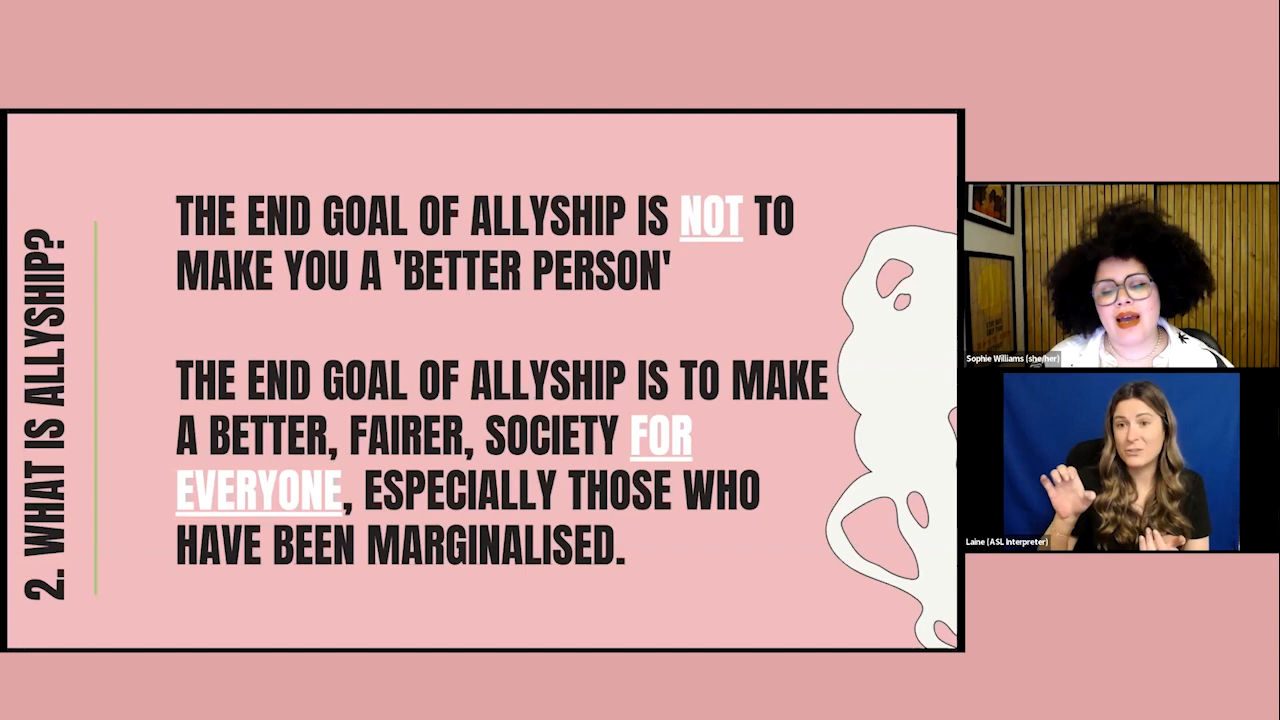 2. WHAT IS ALLYSHIP?
THE END GOAL OF ALLYSHIP IS NOT TO
MAKE YOU A 'BETTER PERSON'
THE END GOAL OF ALLYSHIP IS TO MAKE
A BETTER, FAIRER, SOCIETY FOR
EVERYONE, ESPECIALLY THOSE WHO
HAVE BEEN MARGINALISED.
Sophie Williams (she/her)
Laine (ASL Interpreter)